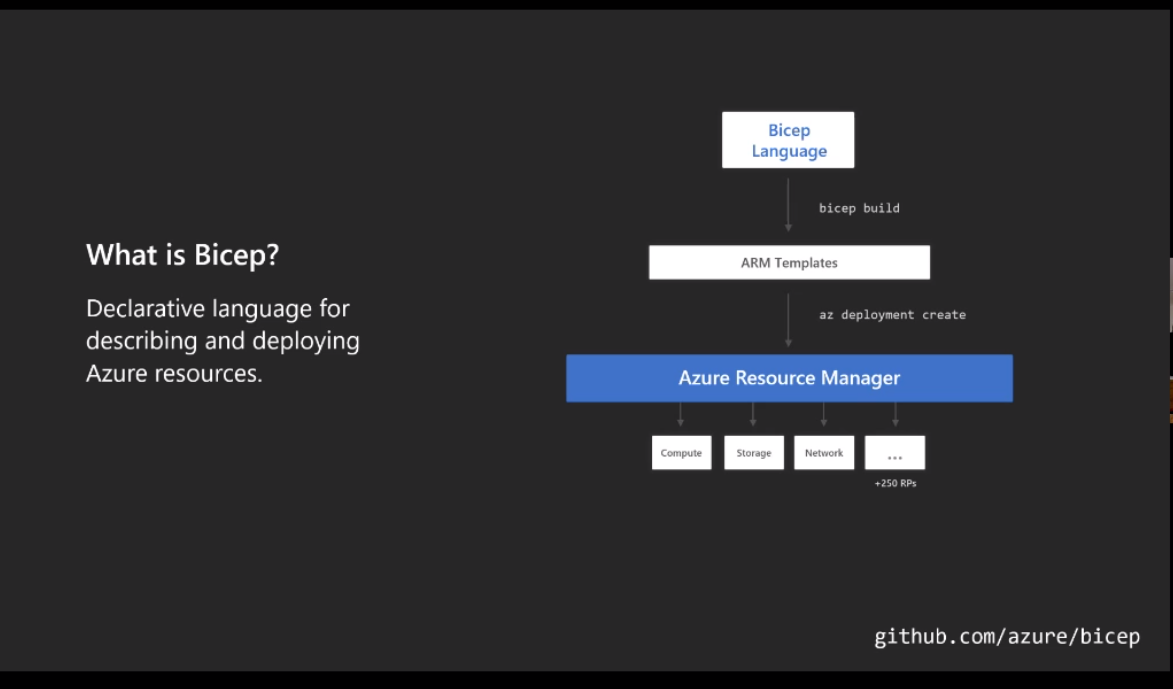 What is Bicep?
Declarative language for
describing and deploying
Azure resources.
Bicep
Language
bicep build
ARM Templates
az deployment create
Azure Resource Manager
Compute
Storage
Network
...
+250 RPs
github.com/azure/bicep